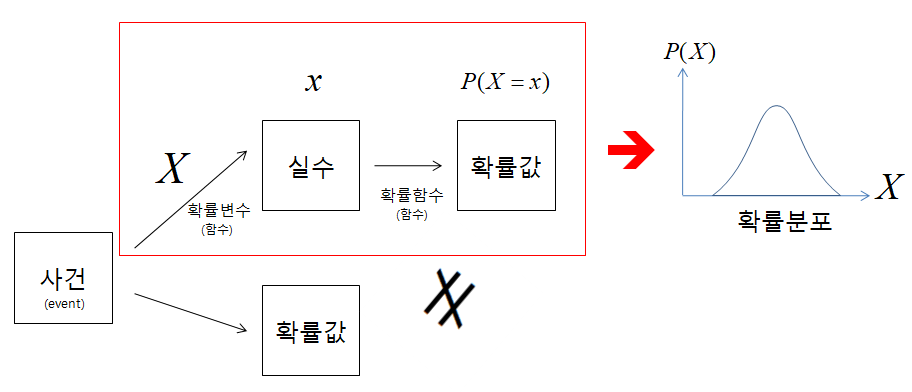 x
P(X = x)
P(X)
X
실수
확률값
확률변수
(함수)
확률함수
(함수)
X
확률분포
사건
(event)
확률값